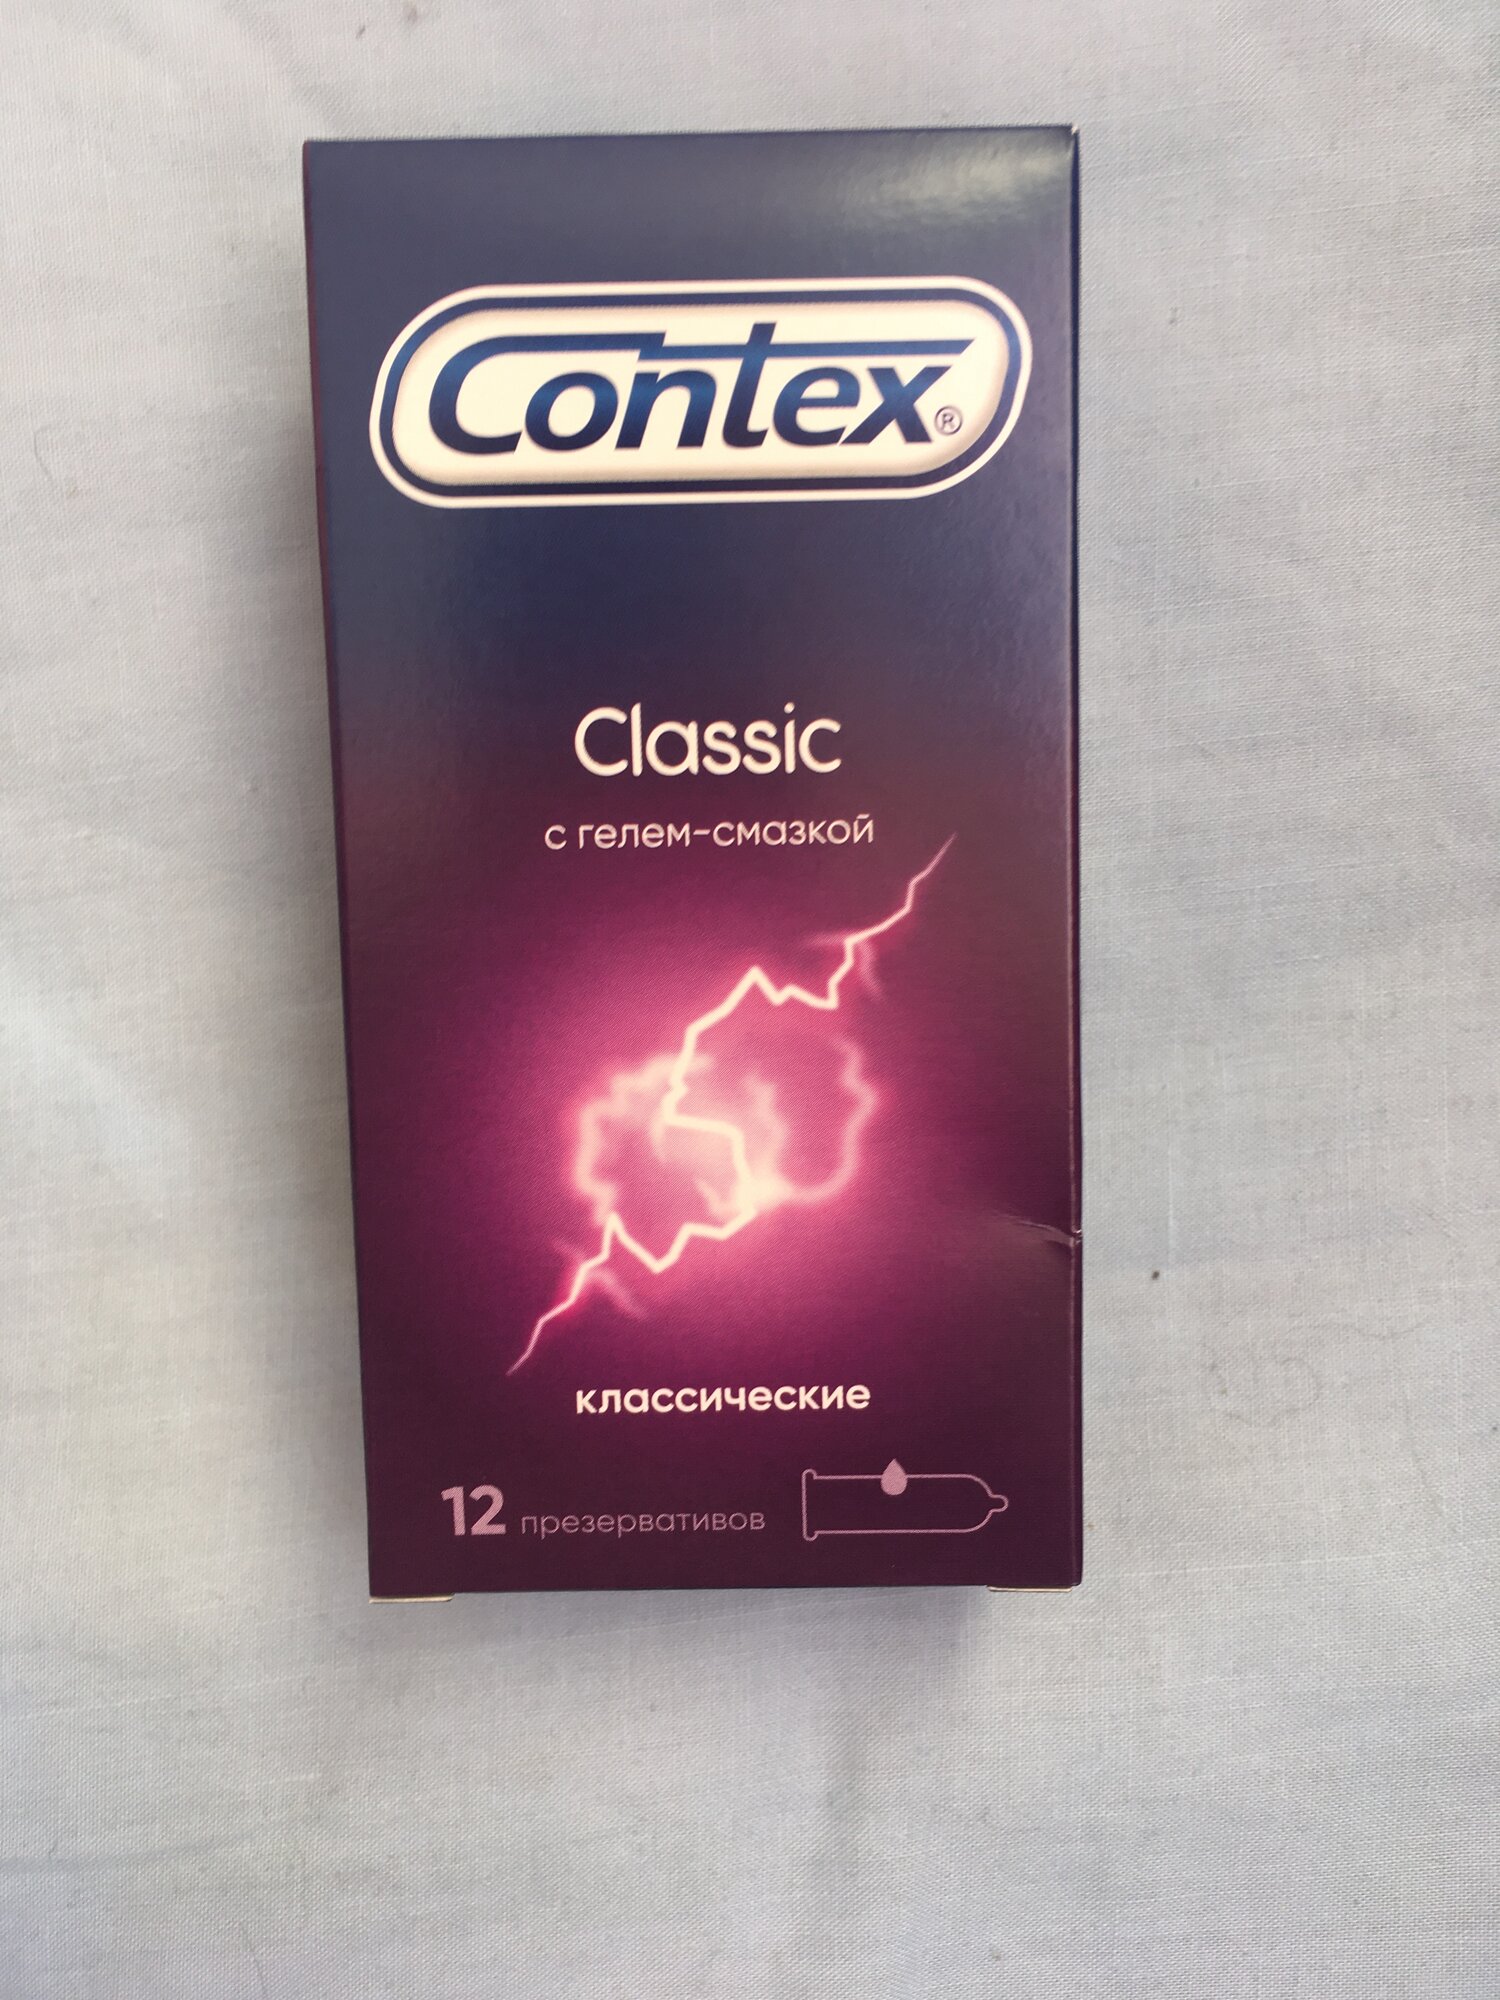 Contex®
Classic
с гелем-смазкой
классические
12 презервативов